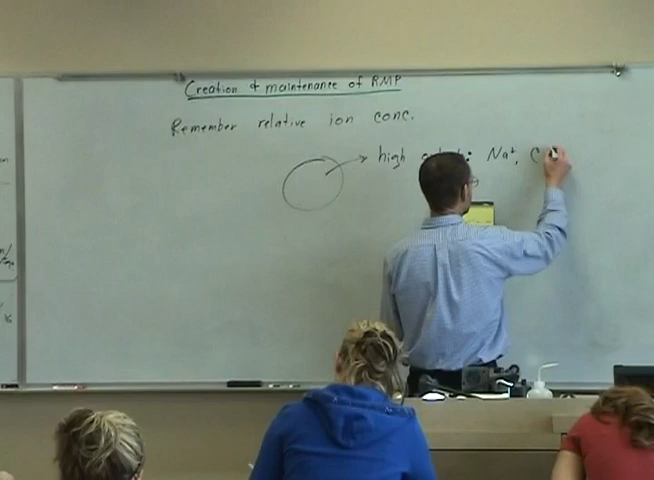 Creation & maintenance of RMP
Remember relative ion conc.
high : Na⁺, C